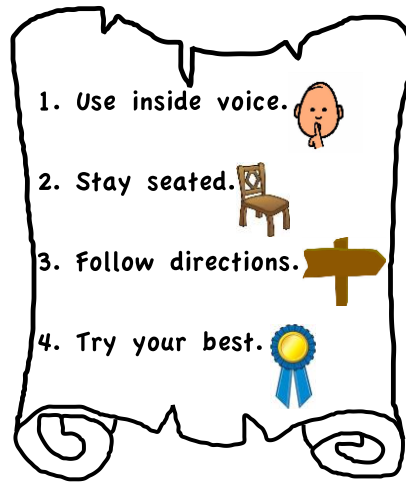 1. Use inside voice.
2. Stay seated.
3. Follow directions.
4. Try your best.